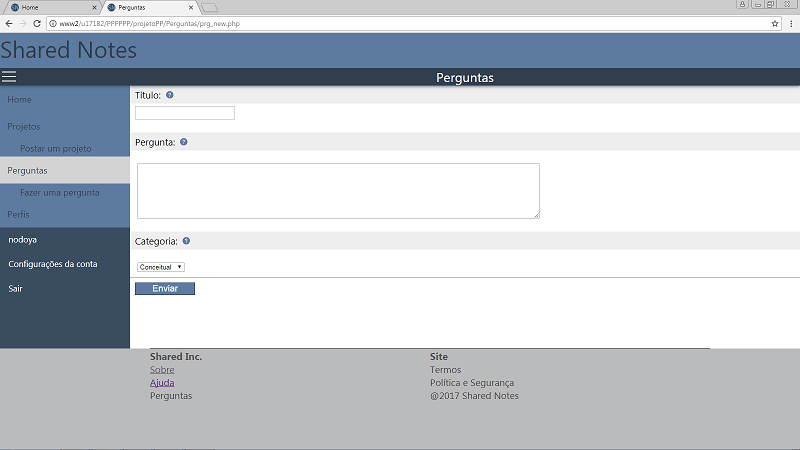 Home
Perguntas
www2/u17182/PPPPPP/projetoPP/Perguntas/prg_new.php
Shared Notes
Perguntas
Home
Projetos
Postar um projeto
Perguntas
Fazer uma pergunta
Perfis
nodoya
Configurações da conta
Sair
Título: ?
Pergunta: ?
Categoria: ?
Conceitual
Enviar
Shared Inc.
Sobre
Ajuda
Perguntas
Site
Termos
Política e Segurança
@2017 Shared Notes